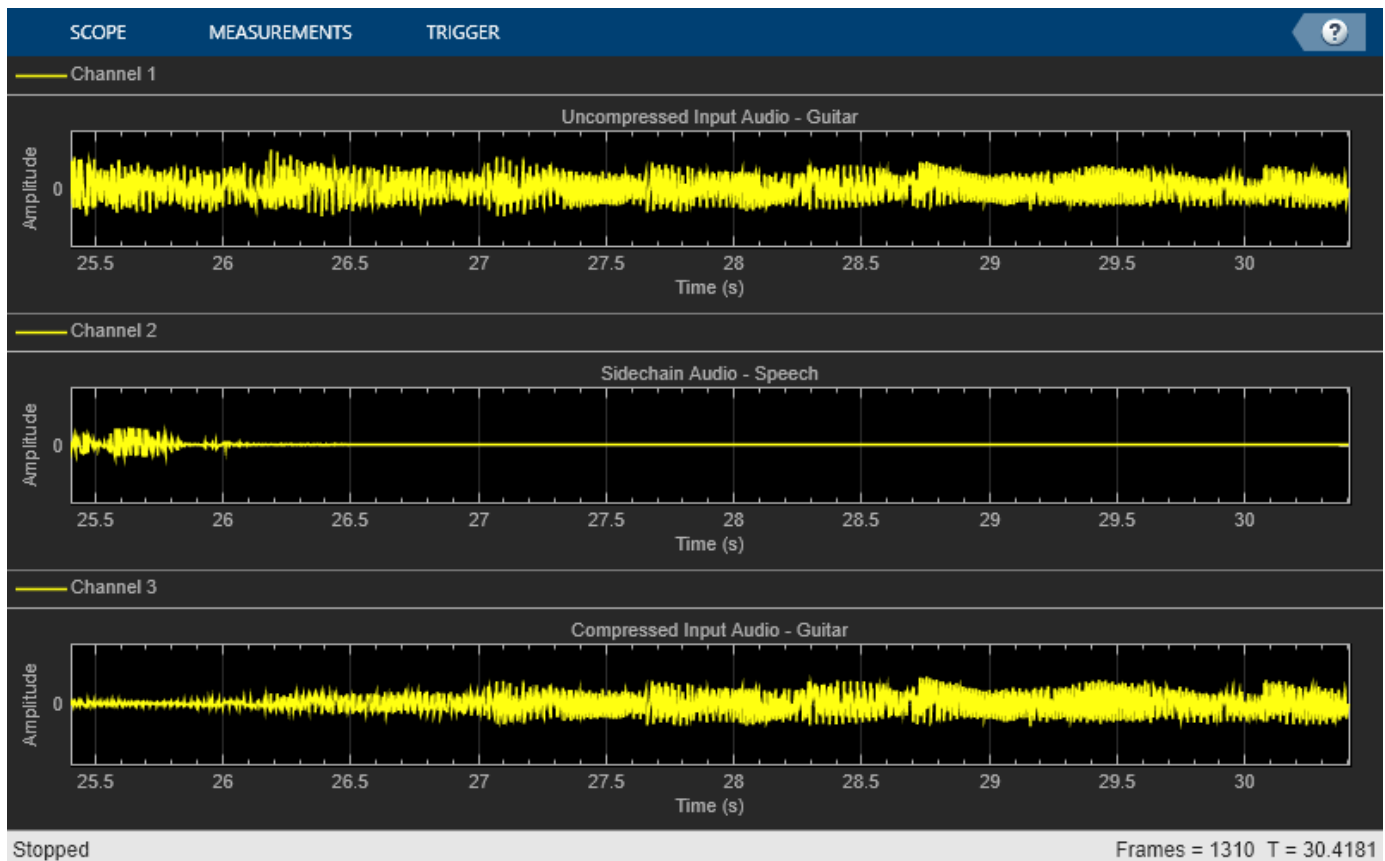 SCOPE MEASUREMENTS TRIGGER ?
Channel 1
Uncompressed Input Audio - Guitar
Amplitude
0
25.5 26 26.5 27 27.5 28 28.5 29 29.5 30
Time (s)
Channel 2
Sidechain Audio - Speech
Amplitude
0
25.5 26 26.5 27 27.5 28 28.5 29 29.5 30
Time (s)
Channel 3
Compressed Input Audio - Guitar
Amplitude
0
25.5 26 26.5 27 27.5 28 28.5 29 29.5 30
Time (s)
Stopped Frames = 1310 T = 30.4181